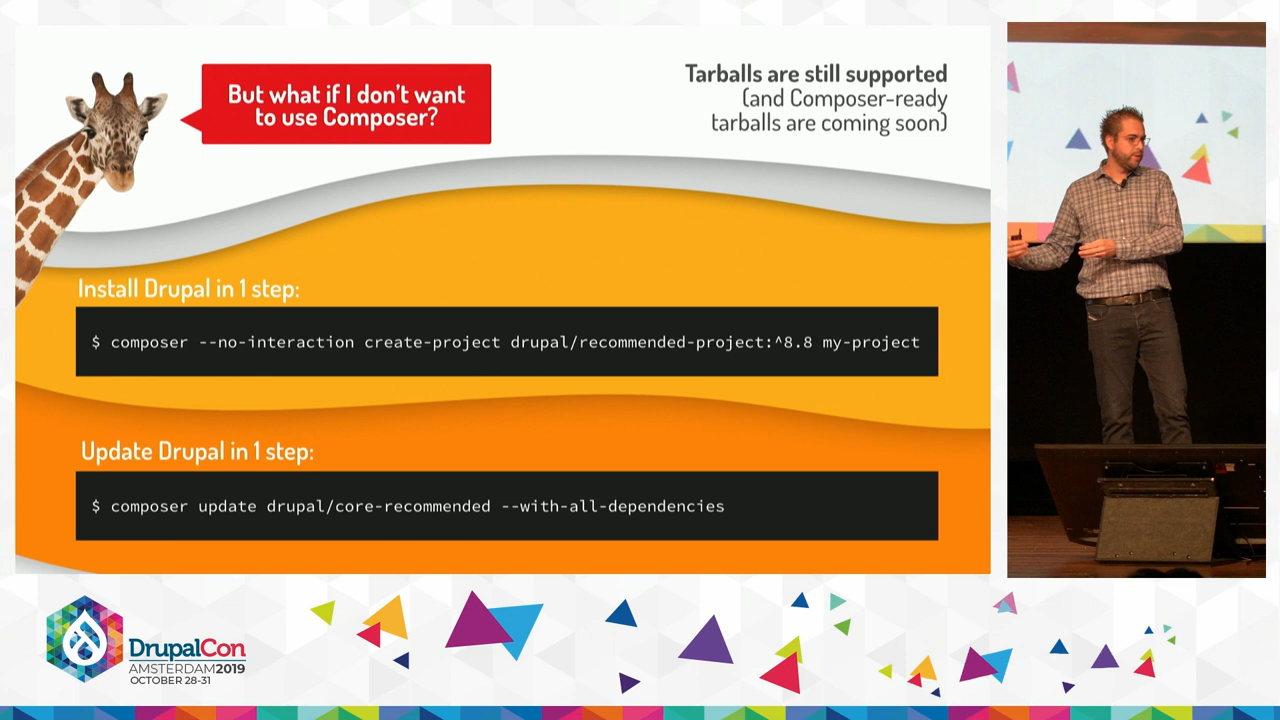 But what if I don't want
to use Composer?
Tarballs are still supported
(and Composer-ready
tarballs are coming soon)
Install Drupal in 1 step:
$ composer --no-interaction create-project drupal/recommended-project:^8.8 my-project
Update Drupal in 1 step:
$ composer update drupal/core-recommended --with-all-dependencies
DrupalCon
AMSTERDAM2019
OCTOBER 28-31